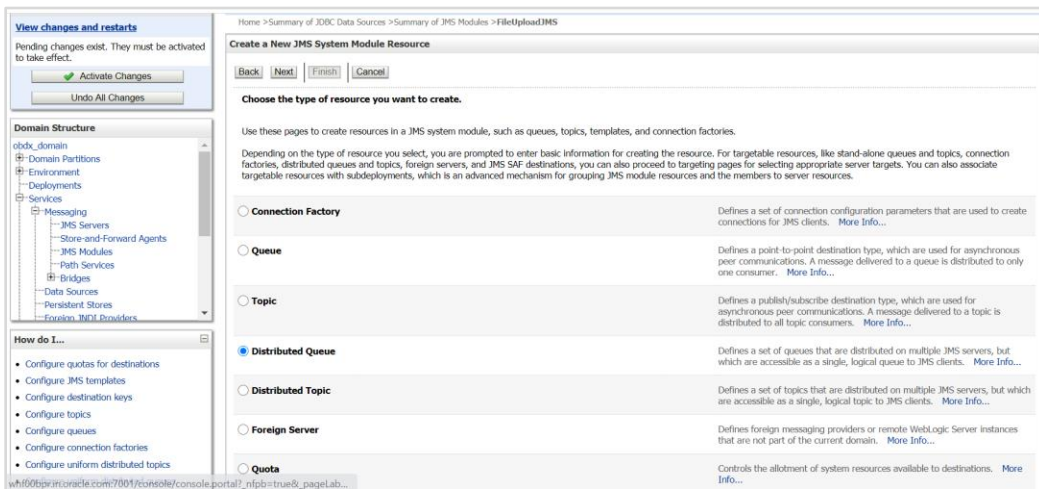 View changes and restarts
Pending changes exist. They must be activated
to take effect.
Activate Changes
Undo All Changes
Domain Structure
obdx_domain
Domain Partitions
Environment
Deployments
Services
Messaging
JMS Servers
Store-and-Forward Agents
JMS Modules
Path Services
Bridges
Data Sources
Persistent Stores
Foreign JNDI Providers
How do I...
Configure quotas for destinations
Configure JMS templates
Configure destination keys
Configure topics
Configure queues
Configure connection factories
Configure uniform distributed topics
Home >Summary of JDBC Data Sources >Summary of JMS Modules >FileUploadJMS
Create a New JMS System Module Resource
Back Next Finish Cancel
Choose the type of resource you want to create.
Use these pages to create resources in a JMS system module, such as queues, topics, templates, and connection factories.
Depending on the type of resource you select, you are prompted to enter basic information for creating the resource. For targetable resources, like stand-alone queues and topics, connection
factories, distributed queues and topics, foreign servers, and JMS SAF destinations, you can also proceed to targeting pages for selecting appropriate server targets. You can also associate
targetable resources with subdeployments, which is an advanced mechanism for grouping JMS module resources and the members to server resources.
Connection Factory
Defines a set of connection configuration parameters that are used to create
connections for JMS clients. More Info...
Queue
Defines a point-to-point destination type, which are used for asynchronous
peer communications. A message delivered to a queue is distributed to only
one consumer. More Info...
Topic
Defines a publish/subscribe destination type, which are used for
asynchronous peer communications. A message delivered to a topic is
distributed to all topic consumers. More Info...
Distributed Queue
Defines a set of queues that are distributed on multiple JMS servers, but
which are accessible as a single, logical queue to JMS clients. More Info...
Distributed Topic
Defines a set of topics that are distributed on multiple JMS servers, but which
are accessible as a single, logical topic to JMS clients. More Info...
Foreign Server
Defines foreign messaging providers or remote WebLogic Server instances
that are not part of the current domain. More Info...
Quota
Controls the allotment of system resources available to destinations. More
Info...